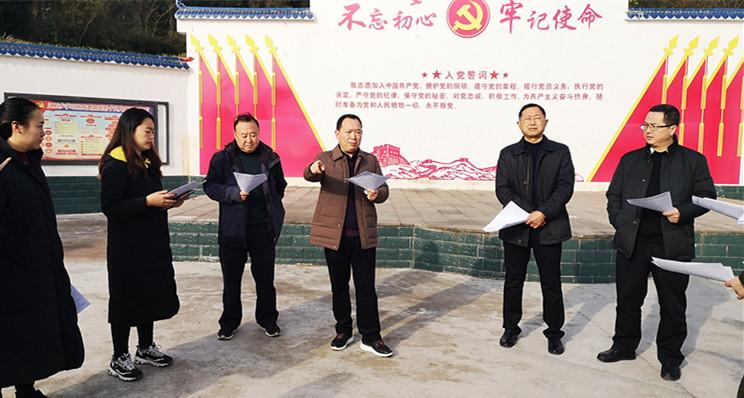 不忘初心 牢记使命
★★入党誓词★★
我志愿加入中国共产党，拥护党的纲领，遵守党的章程，履行党员义务，执行党的
决定，严守党的纪律，保守党的秘密，对党忠诚，积极工作，为共产主义奋斗终身，随
时准备为党和人民牺牲一切，永不叛党。